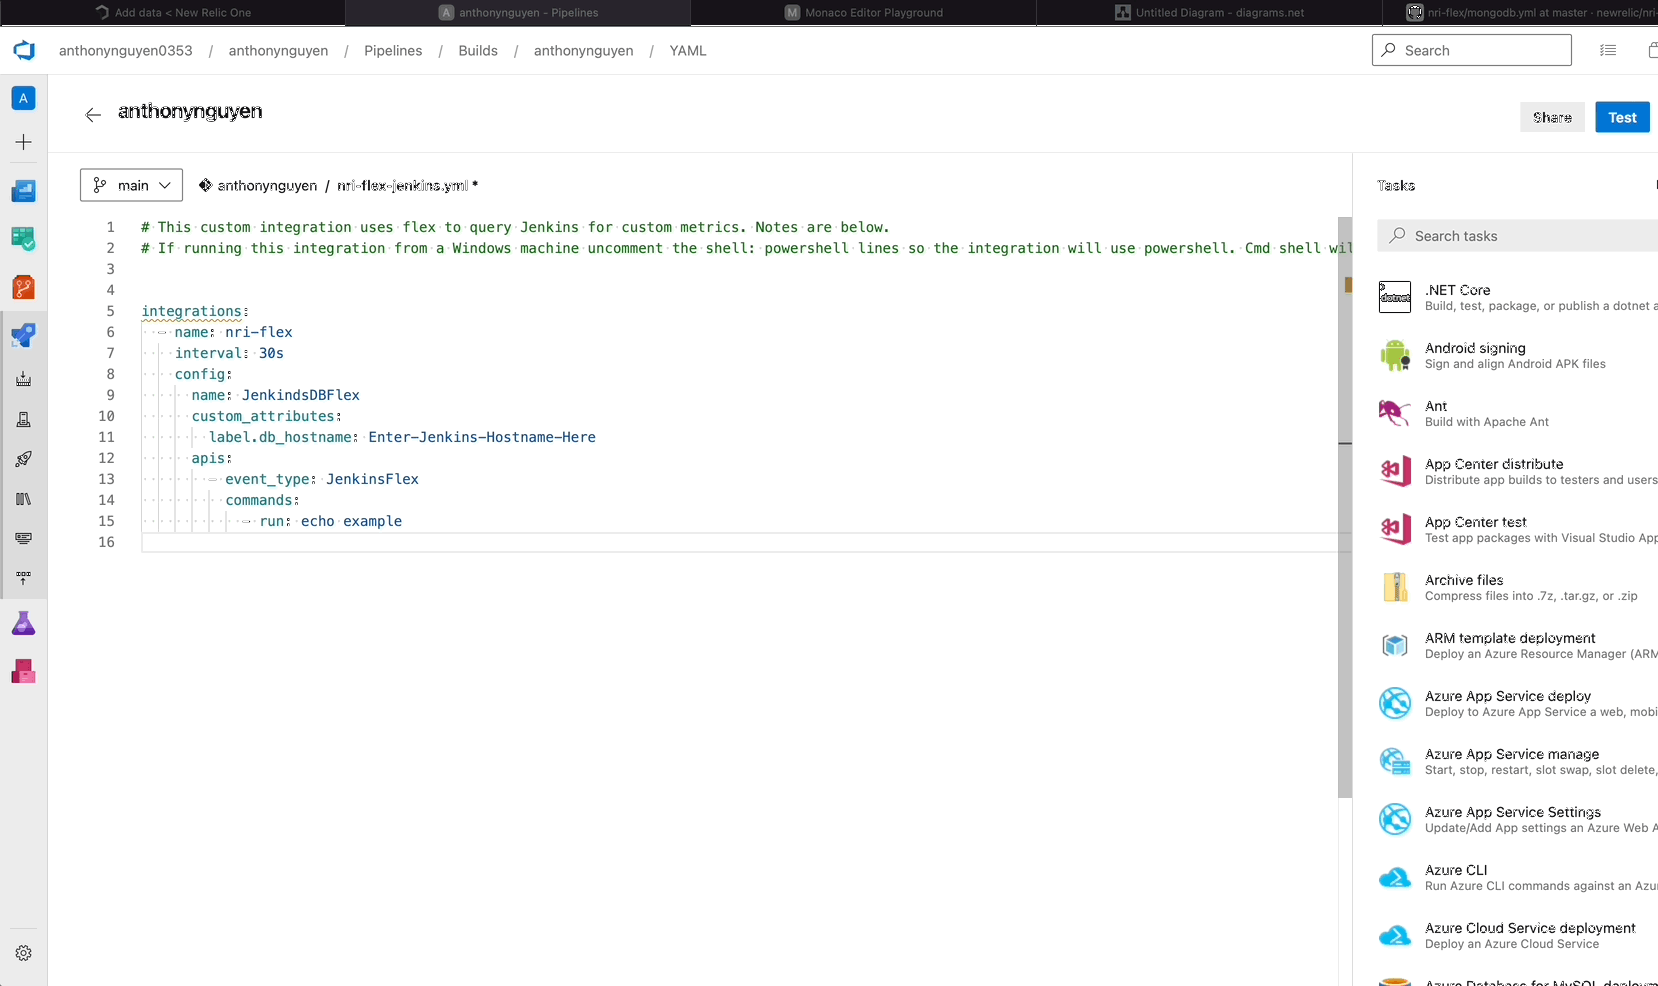 Add data < New Relic One
A anthonynguyen - Pipelines
M Monaco Editor Playground
Untitled Diagram - diagrams.net
nri-flex/mongodb.yml at master · newrelic/nri-
anthonynguyen0353 / anthonynguyen / Pipelines / Builds / anthonynguyen / YAML
Search
A
anthonynguyen
Share
Test
main
anthonynguyen / nri-flex-jenkins.yml *
1 # This custom integration uses flex to query Jenkins for custom metrics. Notes are below.
2 # If running this integration from a Windows machine uncomment the shell: powershell lines so the integration will use powershell. Cmd shell wil
3
4
5 integrations:
6 - name: nri-flex
7 interval: 30s
8 config:
9 name: JenkindsDBFlex
10 custom_attributes:
11 label.db_hostname: Enter-Jenkins-Hostname-Here
12 apis:
13 - event_type: JenkinsFlex
14 commands:
15 - run: echo example
16
Tasks
Search tasks
dotnet
.NET Core
Build, test, package, or publish a dotnet a
Android signing
Sign and align Android APK files
Ant
Build with Apache Ant
App Center distribute
Distribute app builds to testers and users
App Center test
Test app packages with Visual Studio App
Archive files
Compress files into .7z, .tar.gz, or .zip
ARM template deployment
Deploy an Azure Resource Manager (ARM
Azure App Service deploy
Deploy to Azure App Service a web, mobi
Azure App Service manage
Start, stop, restart, slot swap, slot delete,
Azure App Service Settings
Update/Add App settings an Azure Web A
Azure CLI
Run Azure CLI commands against an Azu
Azure Cloud Service deployment
Deploy an Azure Cloud Service
Azure Database for MySQL deploym